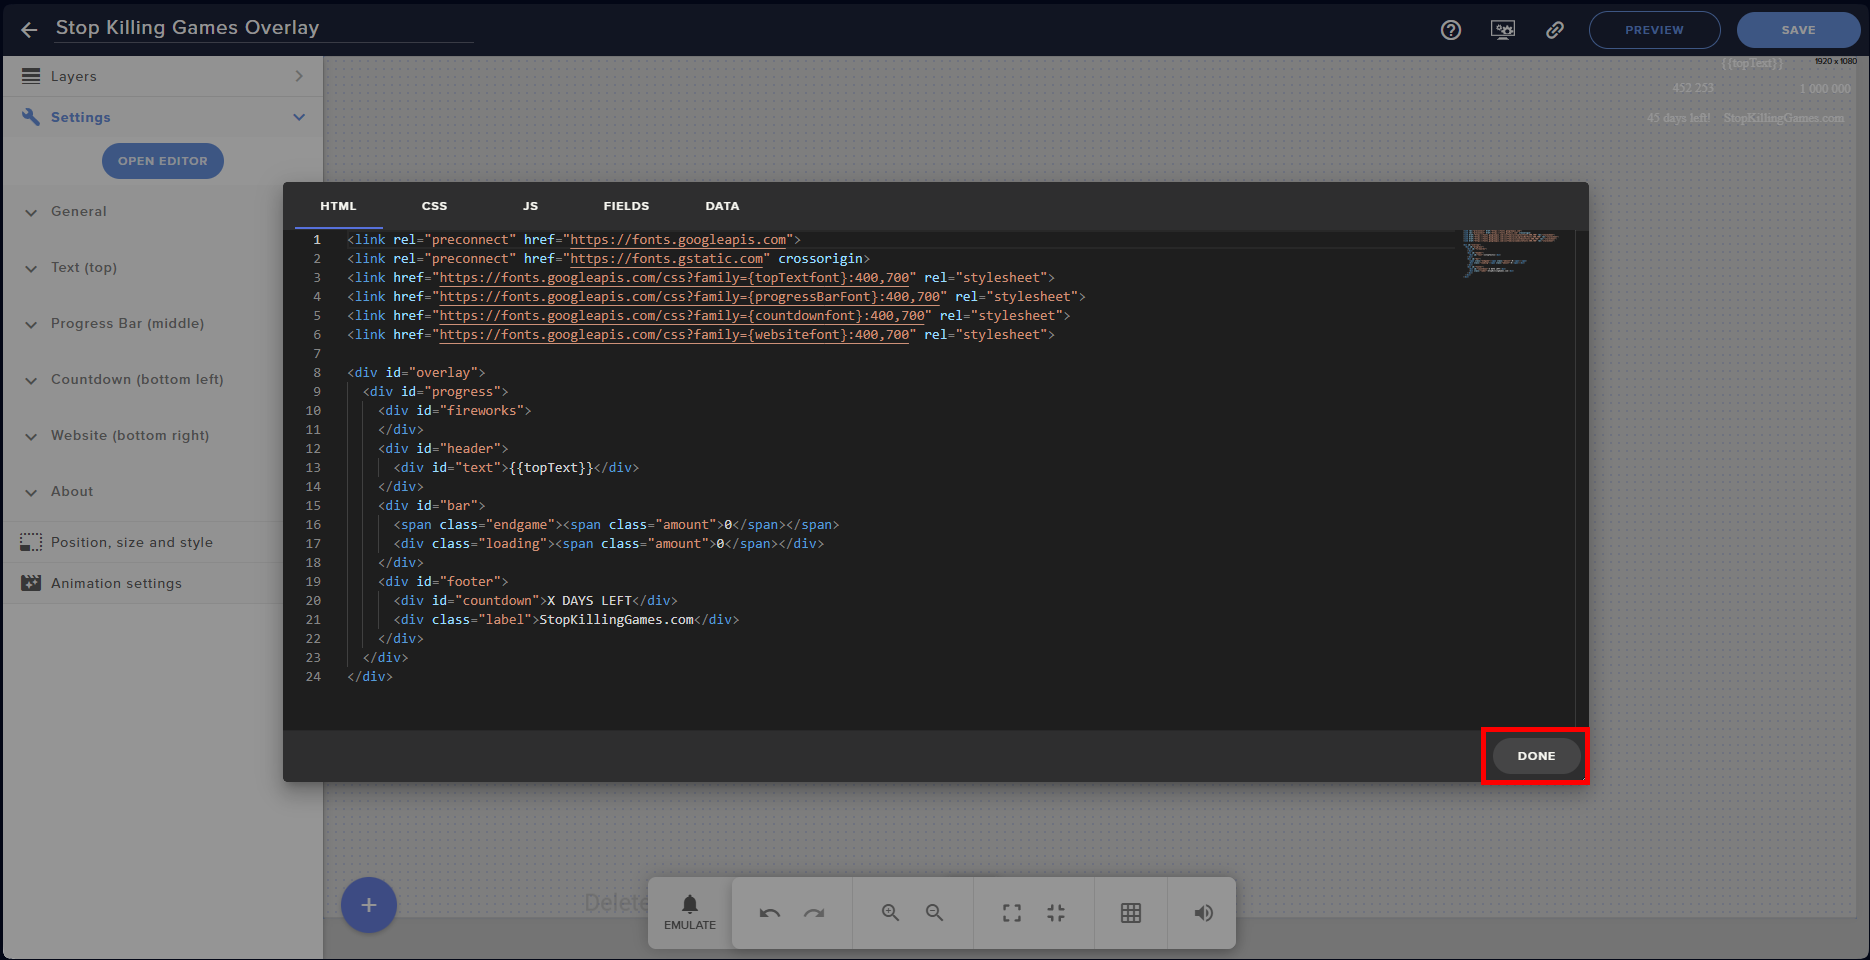 Stop Killing Games Overlay
PREVIEW
SAVE
Layers
Settings
OPEN EDITOR
General
Text (top)
Progress Bar (middle)
Countdown (bottom left)
Website (bottom right)
About
Position, size and style
Animation settings
{{topText}}
1920 x 1080
452 253
1 000 000
45 days left!
StopKillingGames.com
HTML
CSS
JS
FIELDS
DATA
1 <link rel="preconnect" href="https://fonts.googleapis.com">
2 <link rel="preconnect" href="https://fonts.gstatic.com" crossorigin>
3 <link href="https://fonts.googleapis.com/css?family={topTextfont}:400,700" rel="stylesheet">
4 <link href="https://fonts.googleapis.com/css?family={progressBarFont}:400,700" rel="stylesheet">
5 <link href="https://fonts.googleapis.com/css?family={countdownfont}:400,700" rel="stylesheet">
6 <link href="https://fonts.googleapis.com/css?family={websitefont}:400,700" rel="stylesheet">
7
8 <div id="overlay">
9 <div id="progress">
10 <div id="fireworks">
11 </div>
12 <div id="header">
13 <div id="text">{{topText}}</div>
14 </div>
15 <div id="bar">
16 <span class="endgame"><span class="amount">0</span></span>
17 <div class="loading"><span class="amount">0</span></div>
18 </div>
19 <div id="footer">
20 <div id="countdown">X DAYS LEFT</div>
21 <div class="label">StopKillingGames.com</div>
22 </div>
23 </div>
24 </div>
DONE
Delete
EMULATE